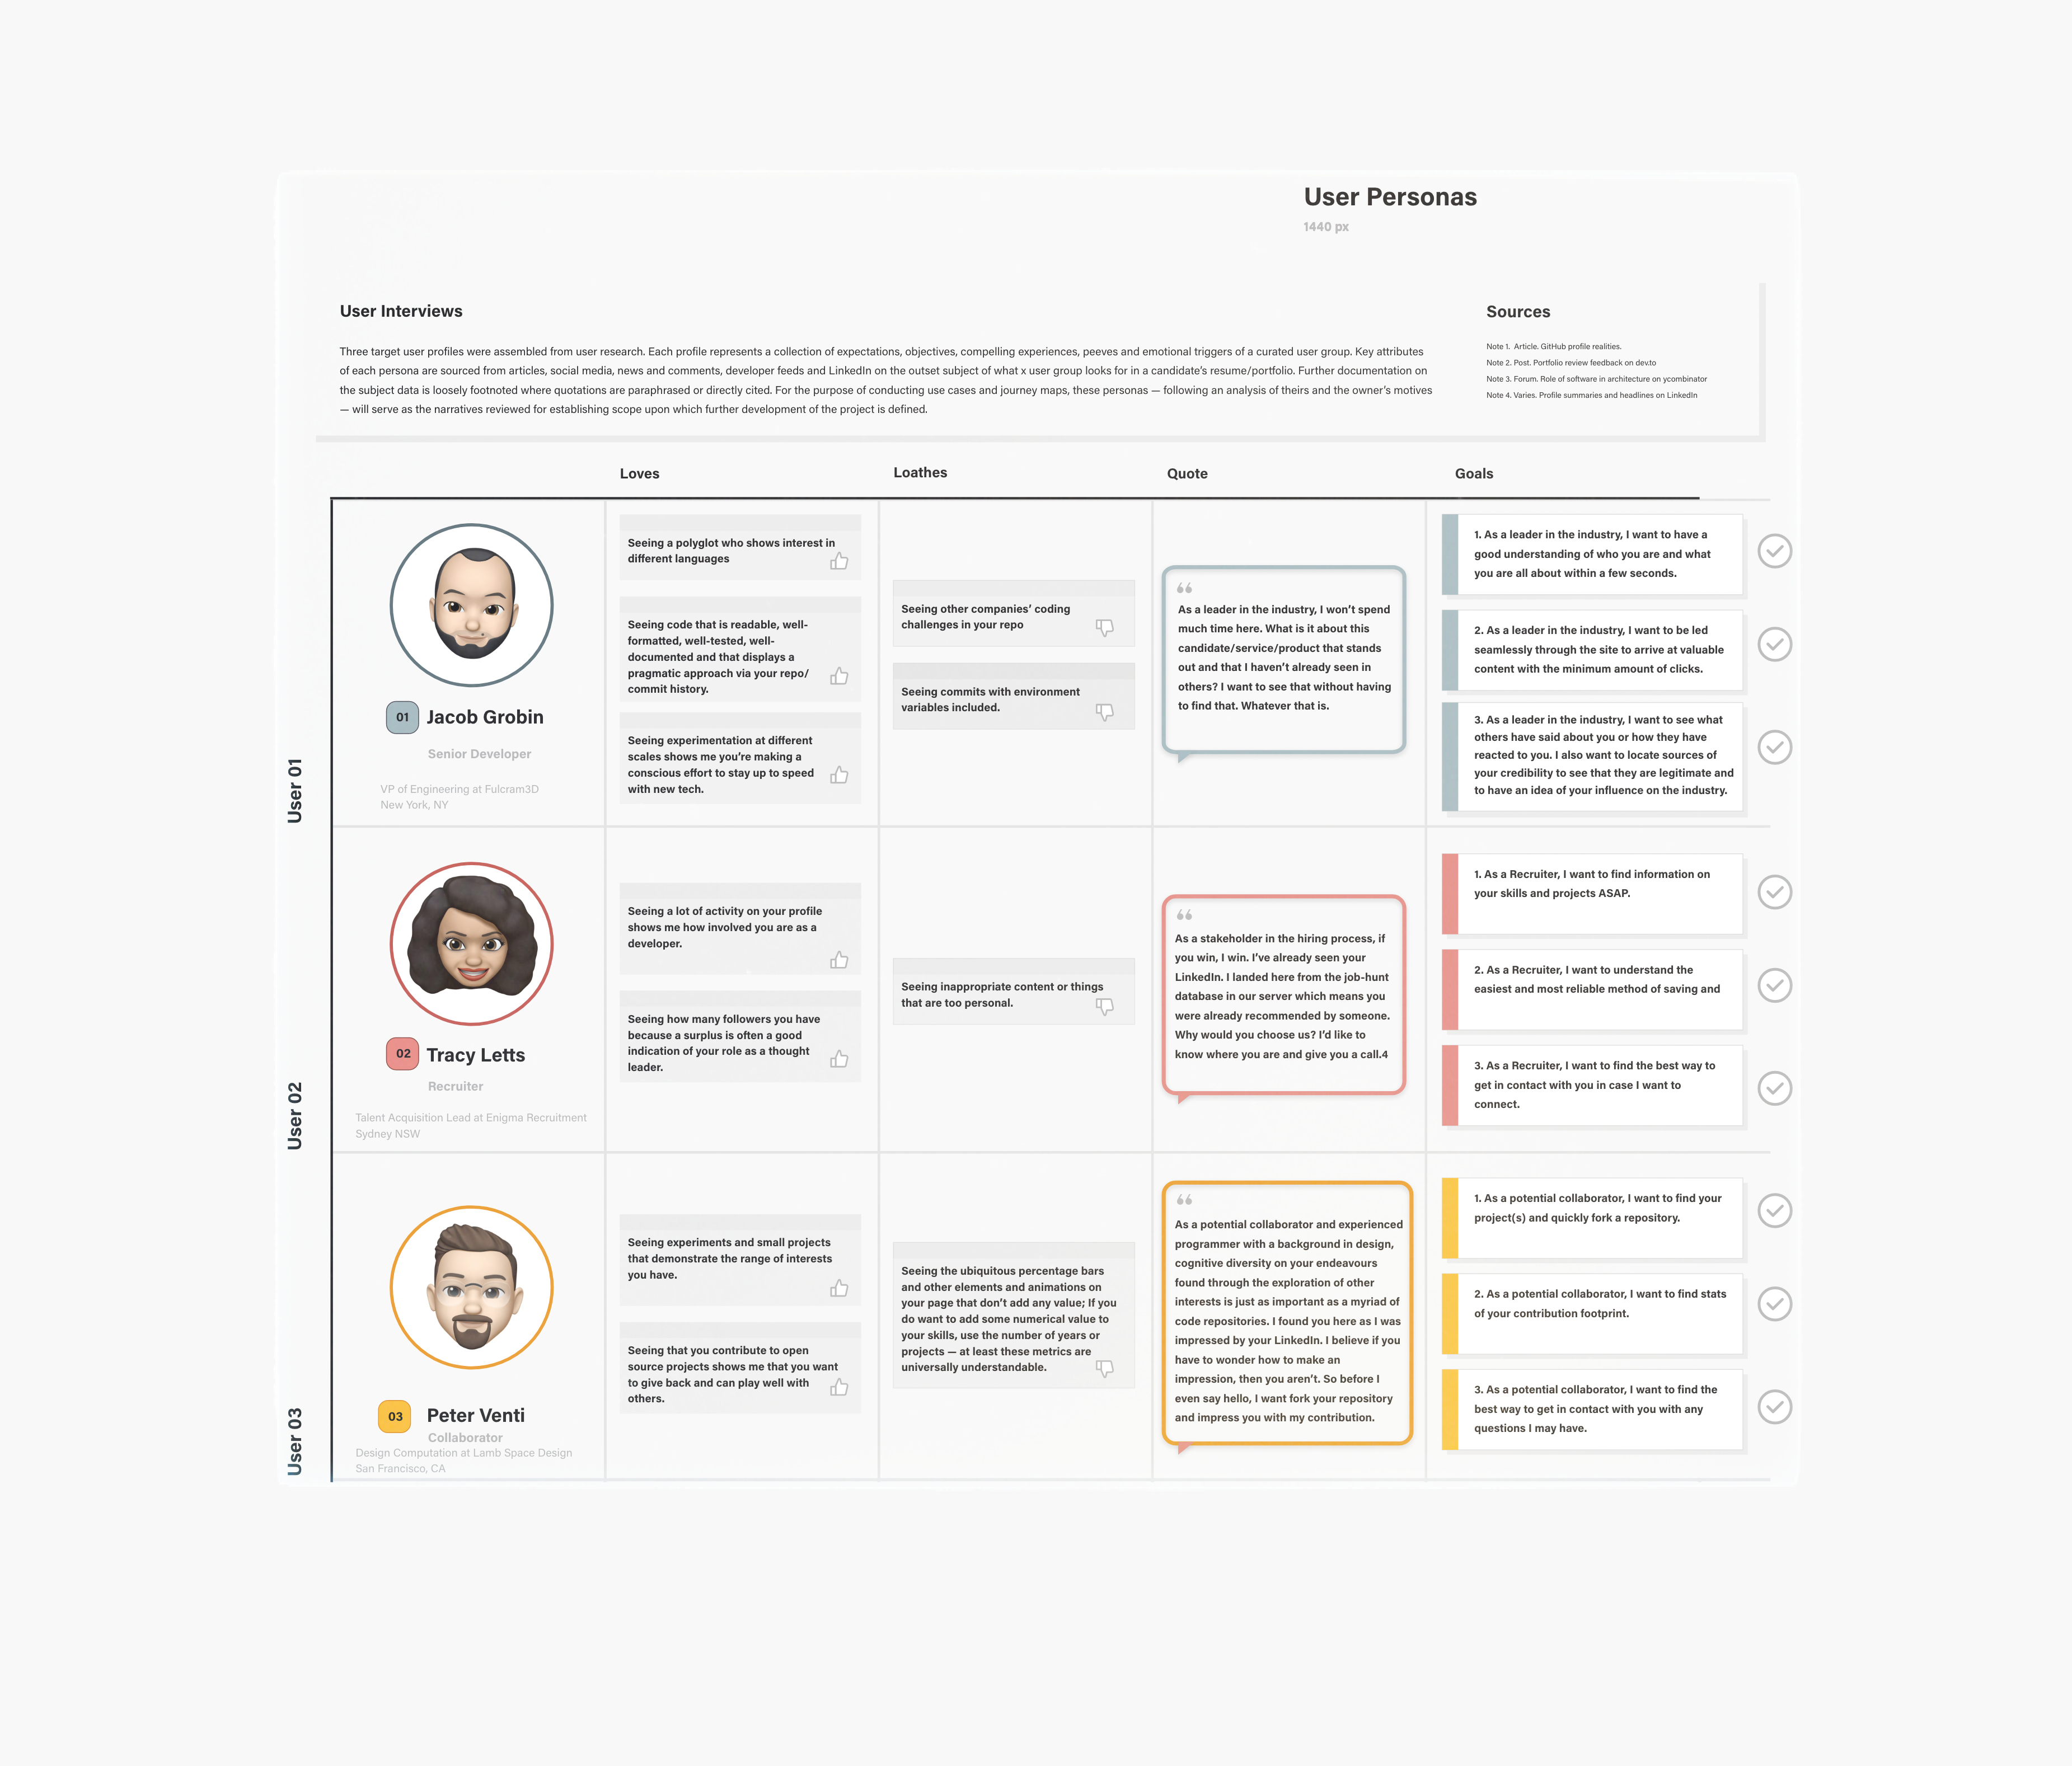 User Personas
1440 px
User Interviews
Three target user profiles were assembled from user research. Each profile represents a collection of expectations, objectives, compelling experiences, peeves and emotional triggers of a curated user group. Key attributes
of each persona are sourced from articles, social media, news and comments, developer feeds and LinkedIn on the outset subject of what x user group looks for in a candidate's resume/portfolio. Further documentation on
the subject data is loosely footnoted where quotations are paraphrased or directly cited. For the purpose of conducting use cases and journey maps, these personas — following an analysis of theirs and the owner's motives
— will serve as the narratives reviewed for establishing scope upon which further development of the project is defined.
Sources
Note 1.  Article. GitHub profile realities.
Note 2. Post. Portfolio review feedback on dev.to
Note 3. Forum. Role of software in architecture on ycombinator
Note 4. Varies. Profile summaries and headlines on LinkedIn
Loves
Loathes
Quote
Goals
User 01
01
Jacob Grobin
Senior Developer
VP of Engineering at Fulcram3D
New York, NY
Seeing a polyglot who shows interest in
different languages
Seeing code that is readable, well-
formatted, well-tested, well-
documented and that displays a
pragmatic approach via your repo/
commit history.
Seeing experimentation at different
scales shows me you're making a
conscious effort to stay up to speed
with new tech.
Seeing other companies' coding
challenges in your repo
Seeing commits with environment
variables included.
“
As a leader in the industry, I won't spend
much time here. What is it about this
candidate/service/product that stands
out and that I haven't already seen in
others? I want to see that without having
to find that. Whatever that is.
1. As a leader in the industry, I want to have a
good understanding of who you are and what
you are all about within a few seconds.
2. As a leader in the industry, I want to be led
seamlessly through the site to arrive at valuable
content with the minimum amount of clicks.
3. As a leader in the industry, I want to see what
others have said about you or how they have
reacted to you. I also want to locate sources of
your credibility to see that they are legitimate and
to have an idea of your influence on the industry.
User 02
02
Tracy Letts
Recruiter
Talent Acquisition Lead at Enigma Recruitment
Sydney NSW
Seeing a lot of activity on your profile
shows me how involved you are as a
developer.
Seeing how many followers you have
because a surplus is often a good
indication of your role as a thought
leader.
Seeing inappropriate content or things
that are too personal.
“
As a stakeholder in the hiring process, if
you win, I win. I've already seen your
LinkedIn. I landed here from the job-hunt
database in our server which means you
were already recommended by someone.
Why would you choose us? I'd like to
know where you are and give you a call.4
1. As a Recruiter, I want to find information on
your skills and projects ASAP.
2. As a Recruiter, I want to understand the
easiest and most reliable method of saving and
3. As a Recruiter, I want to find the best way to
get in contact with you in case I want to
connect.
User 03
03
Peter Venti
Collaborator
Design Computation at Lamb Space Design
San Francisco, CA
Seeing experiments and small projects
that demonstrate the range of interests
you have.
Seeing that you contribute to open
source projects shows me that you want
to give back and can play well with
others.
Seeing the ubiquitous percentage bars
and other elements and animations on
your page that don't add any value; If you
do want to add some numerical value to
your skills, use the number of years or
projects — at least these metrics are
universally understandable.
“
As a potential collaborator and experienced
programmer with a background in design,
cognitive diversity on your endeavours
found through the exploration of other
interests is just as important as a myriad of
code repositories. I found you here as I was
impressed by your LinkedIn. I believe if you
have to wonder how to make an
impression, then you aren't. So before I
even say hello, I want fork your repository
and impress you with my contribution.
1. As a potential collaborator, I want to find your
project(s) and quickly fork a repository.
2. As a potential collaborator, I want to find stats
of your contribution footprint.
3. As a potential collaborator, I want to find the
best way to get in contact with you with any
questions I may have.